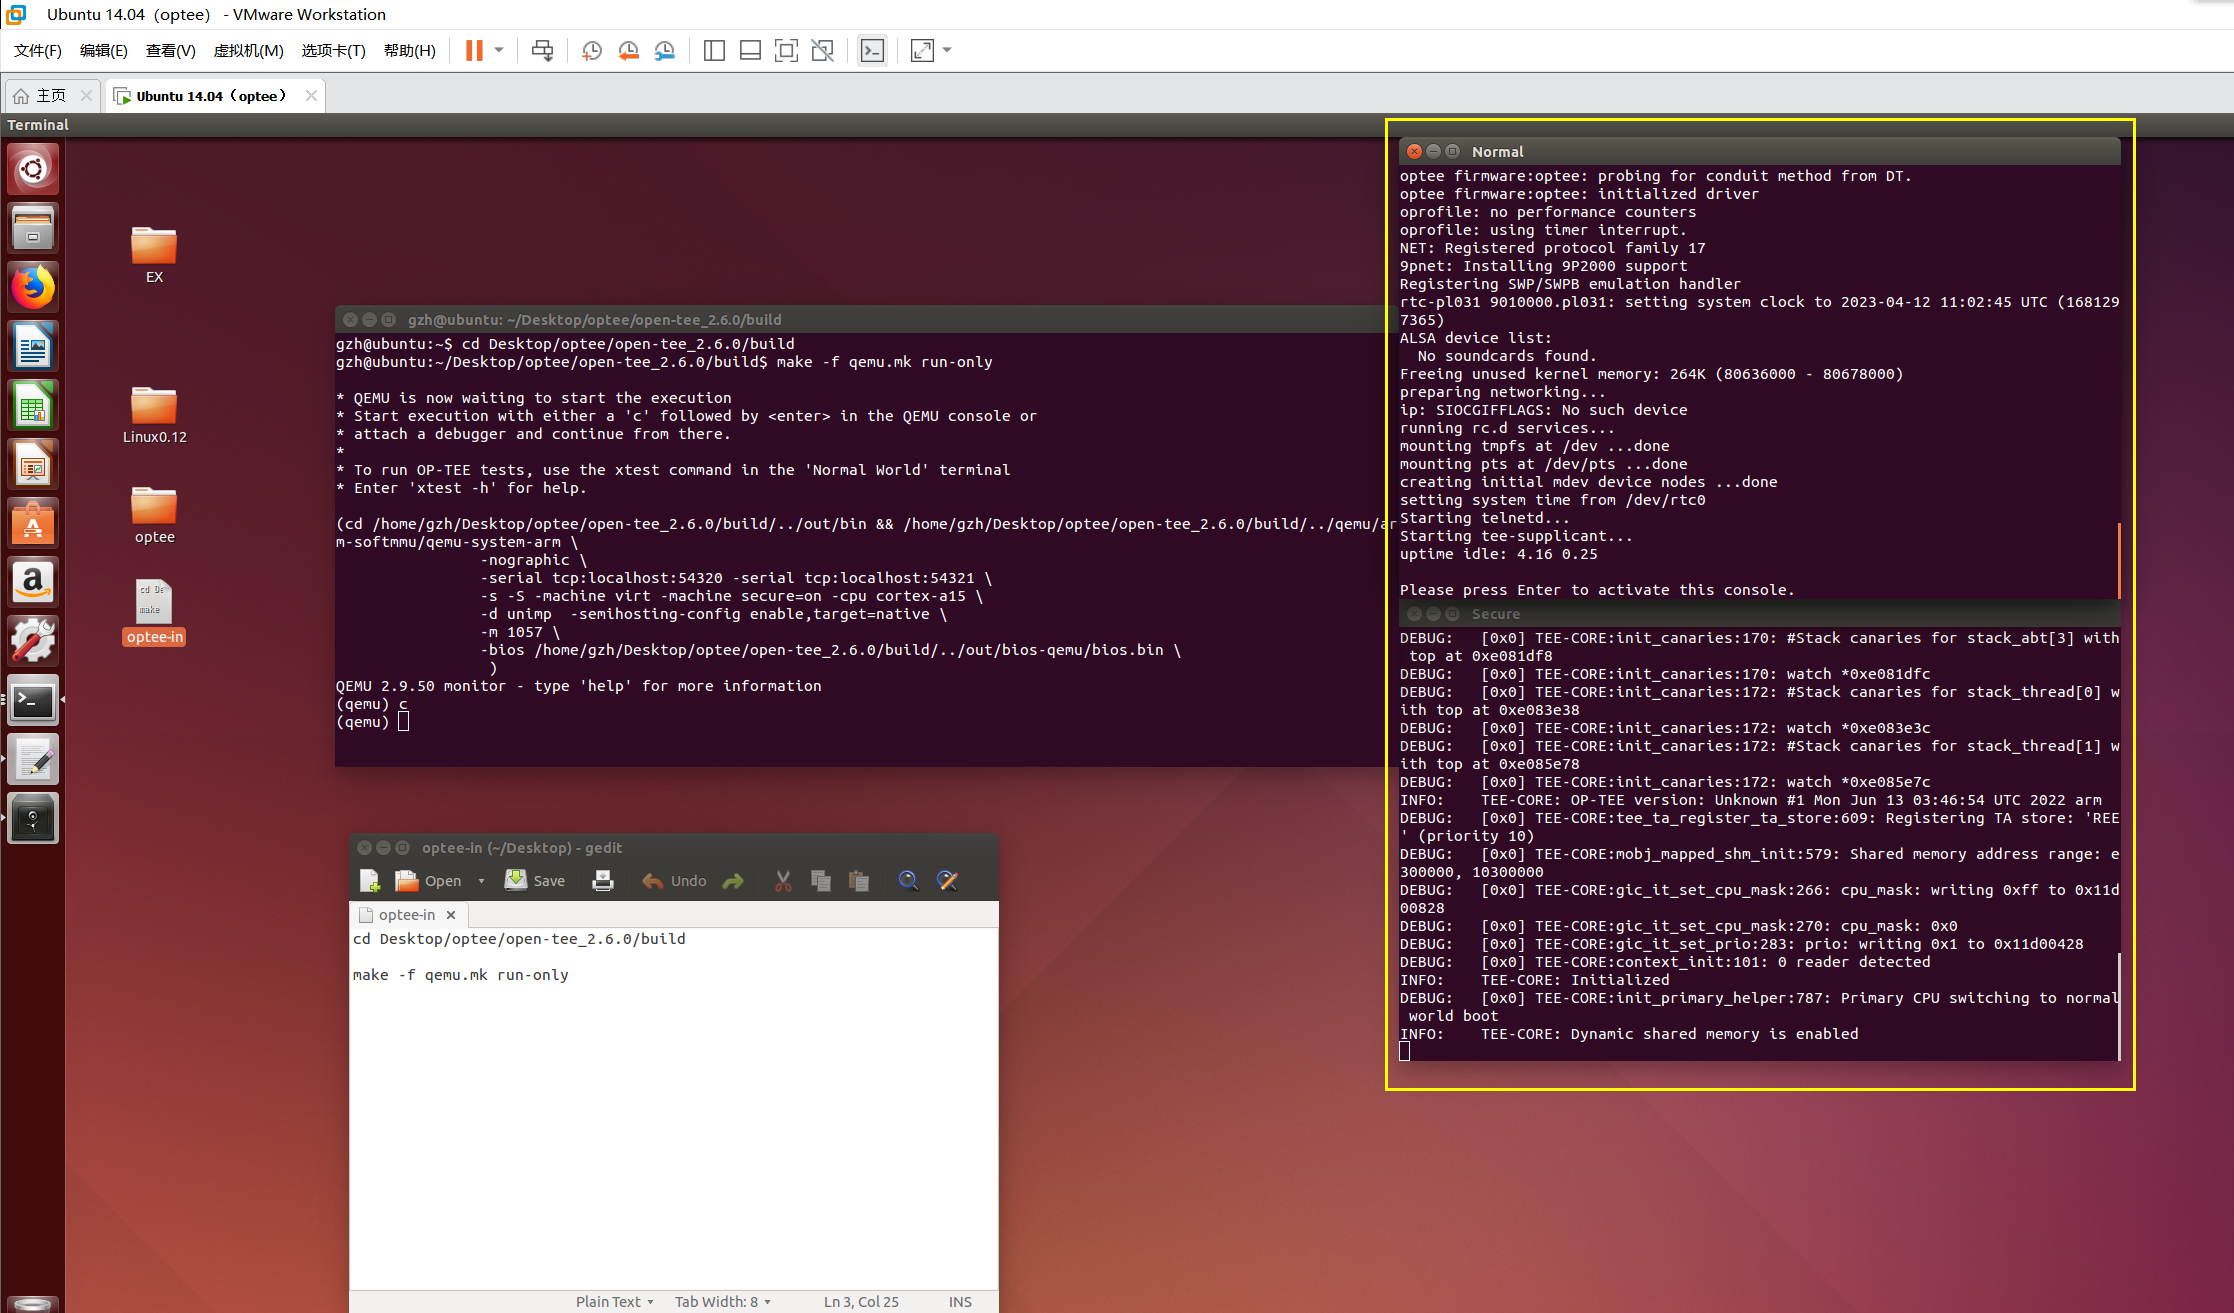 Ubuntu 14.04（optee） - VMware Workstation
文件(F) 编辑(E) 查看(V) 虚拟机(M) 选项卡(T) 帮助(H)
主页 Ubuntu 14.04（optee）
Terminal
EX
Linux0.12
optee
cd De
make
optee-in
gzh@ubuntu: ~/Desktop/optee/open-tee_2.6.0/build
gzh@ubuntu:~$ cd Desktop/optee/open-tee_2.6.0/build
gzh@ubuntu:~/Desktop/optee/open-tee_2.6.0/build$ make -f qemu.mk run-only
* QEMU is now waiting to start the execution
* Start execution with either a 'c' followed by <enter> in the QEMU console or
* attach a debugger and continue from there.
*
* To run OP-TEE tests, use the xtest command in the 'Normal World' terminal
* Enter 'xtest -h' for help.
(cd /home/gzh/Desktop/optee/open-tee_2.6.0/build/../out/bin && /home/gzh/Desktop/optee/open-tee_2.6.0/build/../qemu/ar
m-softmmu/qemu-system-arm \
-nographic \
-serial tcp:localhost:54320 -serial tcp:localhost:54321 \
-s -S -machine virt -machine secure=on -cpu cortex-a15 \
-d unimp  -semihosting-config enable,target=native \
-m 1057 \
-bios /home/gzh/Desktop/optee/open-tee_2.6.0/build/../out/bios-qemu/bios.bin \
)
QEMU 2.9.50 monitor - type 'help' for more information
(qemu) c
(qemu)
optee-in (~/Desktop) - gedit
Open Save Undo
optee-in
cd Desktop/optee/open-tee_2.6.0/build
make -f qemu.mk run-only
Plain Text Tab Width: 8 Ln 3, Col 25 INS
Normal
optee firmware:optee: probing for conduit method from DT.
optee firmware:optee: initialized driver
oprofile: no performance counters
oprofile: using timer interrupt.
NET: Registered protocol family 17
9pnet: Installing 9P2000 support
Registering SWP/SWPB emulation handler
rtc-pl031 9010000.pl031: setting system clock to 2023-04-12 11:02:45 UTC (168129
7365)
ALSA device list:
No soundcards found.
Freeing unused kernel memory: 264K (80636000 - 80678000)
preparing networking...
ip: SIOCGIFFLAGS: No such device
running rc.d services...
mounting tmpfs at /dev ...done
mounting pts at /dev/pts ...done
creating initial mdev device nodes ...done
setting system time from /dev/rtc0
Starting telnetd...
Starting tee-supplicant...
uptime idle: 4.16 0.25
Please press Enter to activate this console.
Secure
DEBUG:   [0x0] TEE-CORE:init_canaries:170: #Stack canaries for stack_abt[3] with
top at 0xe081df8
DEBUG:   [0x0] TEE-CORE:init_canaries:170: watch *0xe081dfc
DEBUG:   [0x0] TEE-CORE:init_canaries:172: #Stack canaries for stack_thread[0] w
ith top at 0xe083e38
DEBUG:   [0x0] TEE-CORE:init_canaries:172: watch *0xe083e3c
DEBUG:   [0x0] TEE-CORE:init_canaries:172: #Stack canaries for stack_thread[1] w
ith top at 0xe085e78
DEBUG:   [0x0] TEE-CORE:init_canaries:172: watch *0xe085e7c
INFO:    TEE-CORE: OP-TEE version: Unknown #1 Mon Jun 13 03:46:54 UTC 2022 arm
DEBUG:   [0x0] TEE-CORE:tee_ta_register_ta_store:609: Registering TA store: 'REE
' (priority 10)
DEBUG:   [0x0] TEE-CORE:mobj_mapped_shm_init:579: Shared memory address range: e
300000, 10300000
DEBUG:   [0x0] TEE-CORE:gic_it_set_cpu_mask:266: cpu_mask: writing 0xff to 0x11d
00828
DEBUG:   [0x0] TEE-CORE:gic_it_set_cpu_mask:270: cpu_mask: 0x0
DEBUG:   [0x0] TEE-CORE:gic_it_set_prio:283: prio: writing 0x1 to 0x11d00428
DEBUG:   [0x0] TEE-CORE:context_init:101: 0 reader detected
INFO:    TEE-CORE: Initialized
DEBUG:   [0x0] TEE-CORE:init_primary_helper:787: Primary CPU switching to normal
world boot
INFO:    TEE-CORE: Dynamic shared memory is enabled